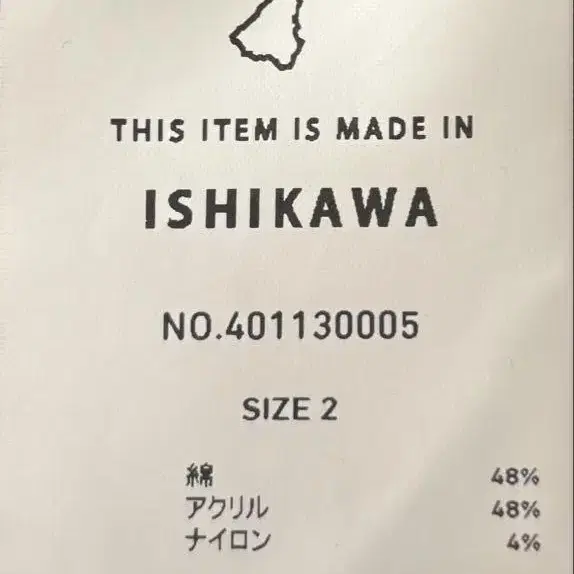 THIS ITEM IS MADE IN
ISHIKAWA
NO.401130005
SIZE 2
綿 48%
アクリル 48%
ナイロン 4%